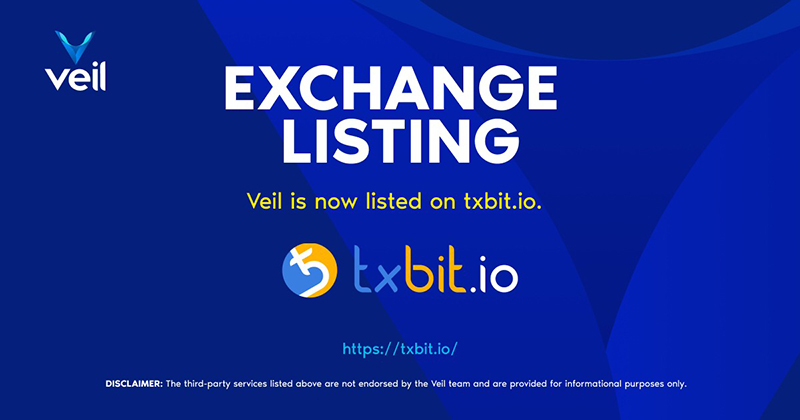 veil
EXCHANGE
LISTING
Veil is now listed on txbit.io.
txbit.io
https://txbit.io/
DISCLAIMER: The third-party services listed above are not endorsed by the Veil team and are provided for informational purposes only.